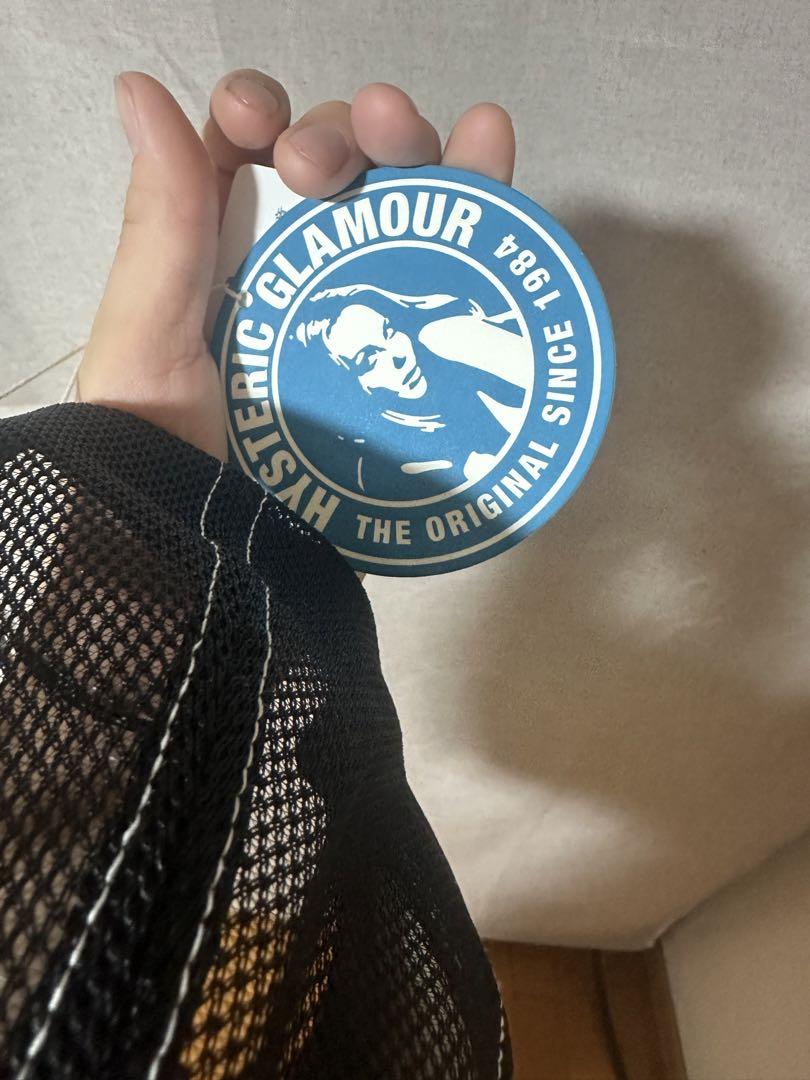 HYSTERIC GLAMOUR
THE ORIGINAL SINCE 1984